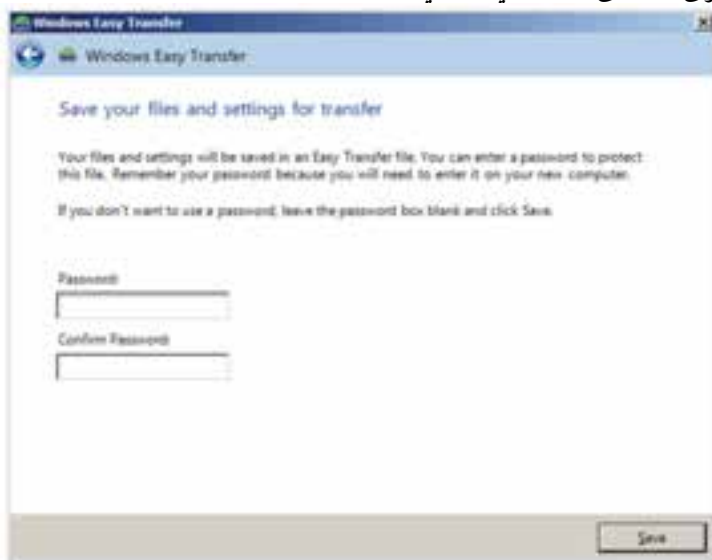 Windows Easy Transfer
Windows Easy Transfer
Save your files and settings for transfer
Your files and settings will be saved in an Easy Transfer file. You can enter a password to protect
this file. Remember your password because you will need to enter it on your new computer.
If you don't want to use a password, leave the password box blank and click Save.
Password:
Confirm Password:
Save